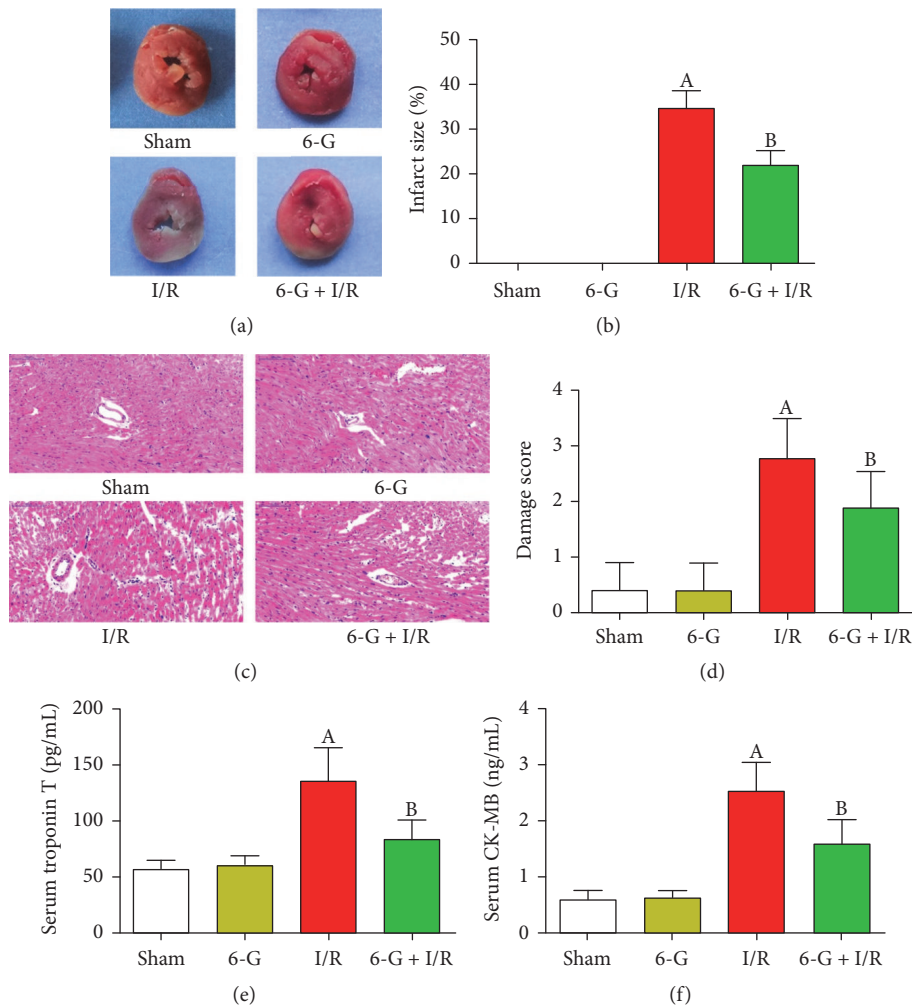 Sham
6-G
I/R
6-G + I/R
(a)
Infarct size (%)
50
40
30
20
10
0
A
B
Sham
6-G
I/R
6-G + I/R
(b)
Sham
6-G
I/R
6-G + I/R
(c)
Damage score
4
3
2
1
0
A
B
Sham
6-G
I/R
6-G + I/R
(d)
Serum troponin T (pg/mL)
200
150
100
50
0
A
B
Sham
6-G
I/R
6-G + I/R
(e)
Serum CK-MB (ng/mL)
4
3
2
1
0
A
B
Sham
6-G
I/R
6-G + I/R
(f)